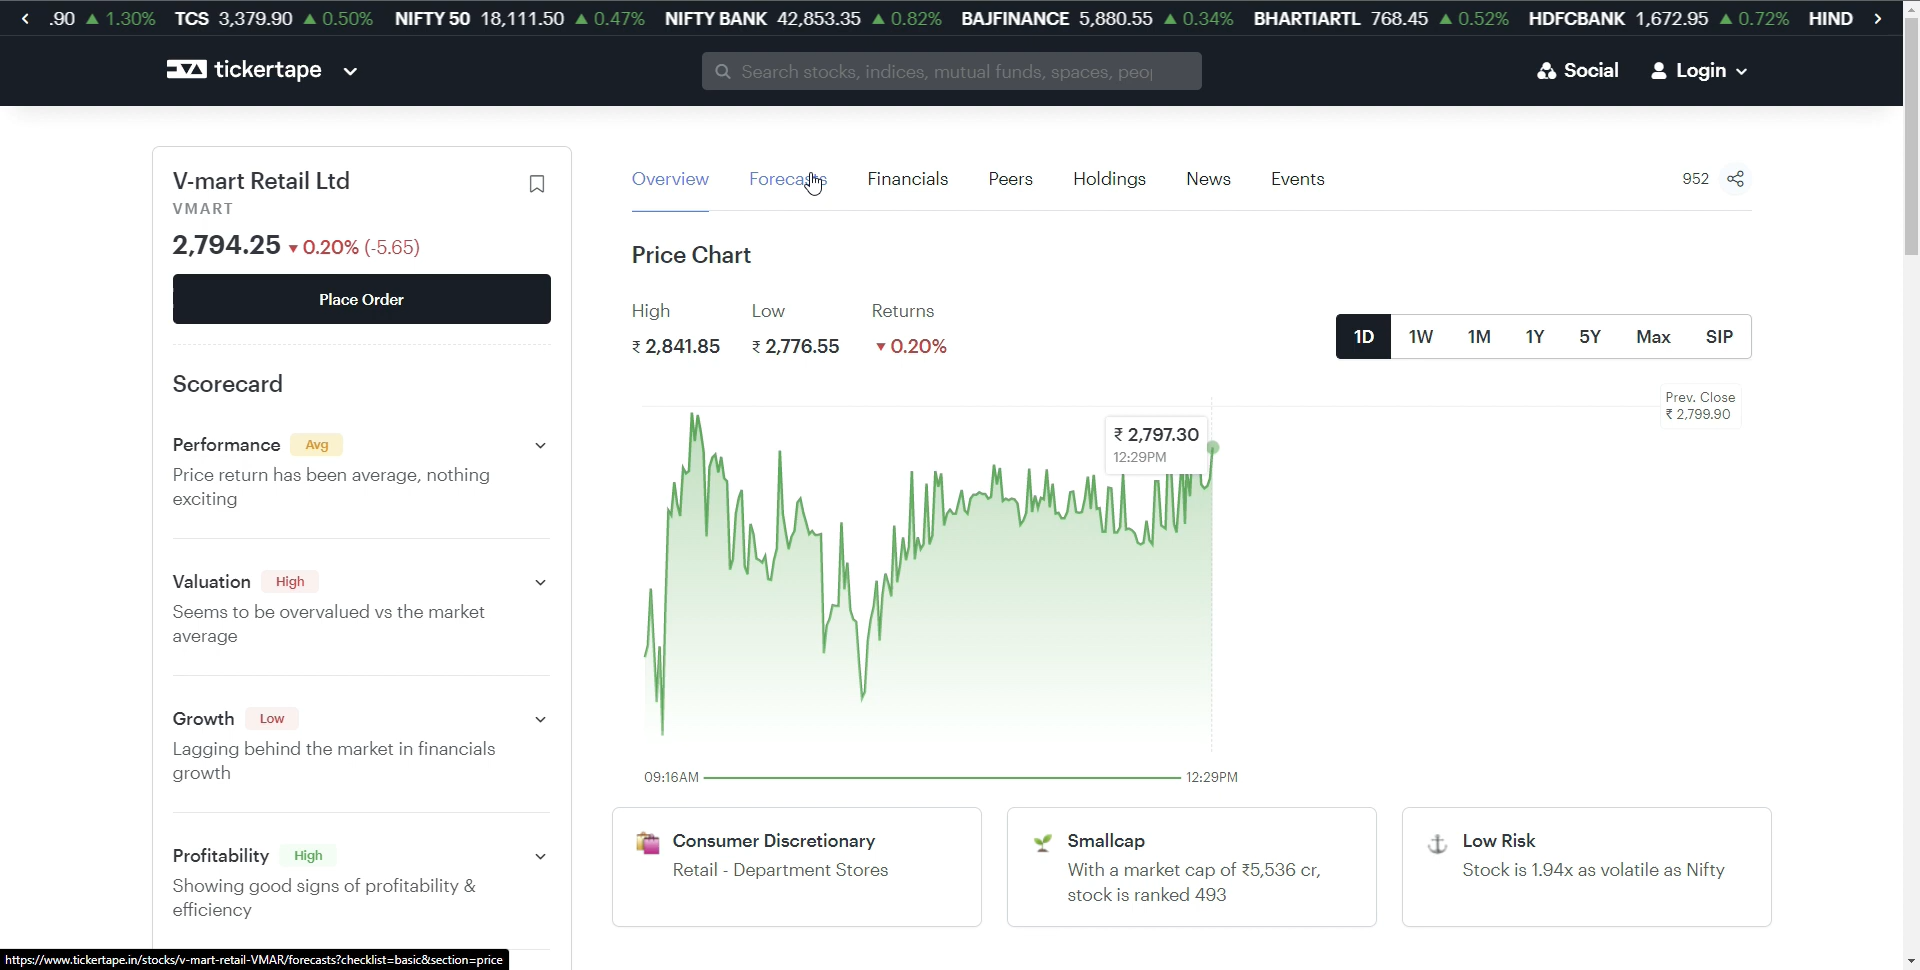 .90 ▲ 1.30% TCS 3,379.90 ▲ 0.50% NIFTY 50 18,111.50 ▲ 0.47% NIFTY BANK 42,853.35 ▲ 0.82% BAJFINANCE 5,880.55 ▲ 0.34% BHARTIARTL 768.45 ▲ 0.52% HDFCBANK 1,672.95 ▲ 0.72% HIND
tickertape
Search stocks, indices, mutual funds, spaces, peop
Social
Login
V-mart Retail Ltd
VMART
2,794.25 ▼ 0.20% (-5.65)
Place Order
Scorecard
Performance Avg
Price return has been average, nothing
exciting
Valuation High
Seems to be overvalued vs the market
average
Growth Low
Lagging behind the market in financials
growth
Profitability High
Showing good signs of profitability &
efficiency
Overview Forecasts Financials Peers Holdings News Events
952
Price Chart
High Low Returns
₹ 2,841.85 ₹ 2,776.55 ▼ 0.20%
1D 1W 1M 1Y 5Y Max SIP
Prev. Close
₹ 2,799.90
₹ 2,797.30
12:29PM
09:16AM 12:29PM
Consumer Discretionary
Retail - Department Stores
Smallcap
With a market cap of ₹5,536 cr,
stock is ranked 493
Low Risk
Stock is 1.94x as volatile as Nifty
https://www.tickertape.in/stocks/v-mart-retail-VMAR/forecasts?checklist=basic&section=price